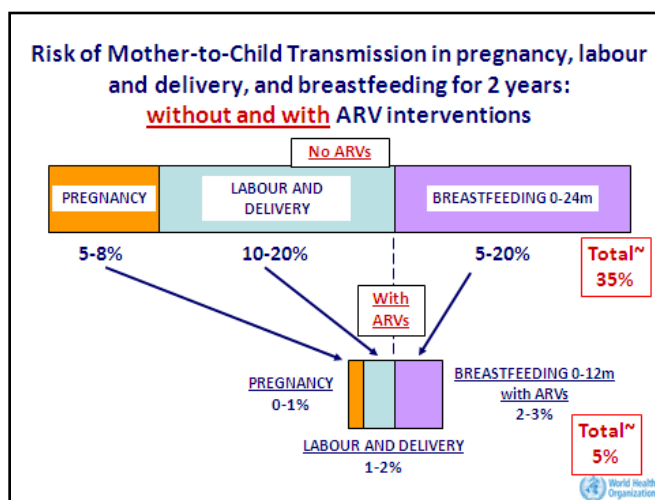 Risk of Mother-to-Child Transmission in pregnancy, labour
and delivery, and breastfeeding for 2 years:
without and with ARV interventions
No ARVs
PREGNANCY
LABOUR AND
DELIVERY
BREASTFEEDING 0-24m
5-8%
10-20%
5-20%
Total~
35%
With
ARVs
PREGNANCY
0-1%
BREASTFEEDING 0-12m
with ARVs
2-3%
LABOUR AND DELIVERY
1-2%
Total~
5%
World Health
Organization